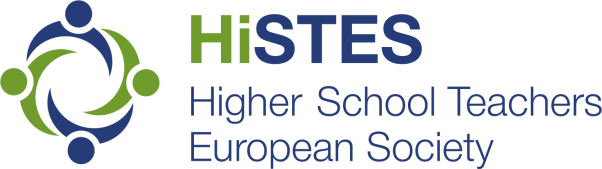 HiSTES
Higher School Teachers
European Society